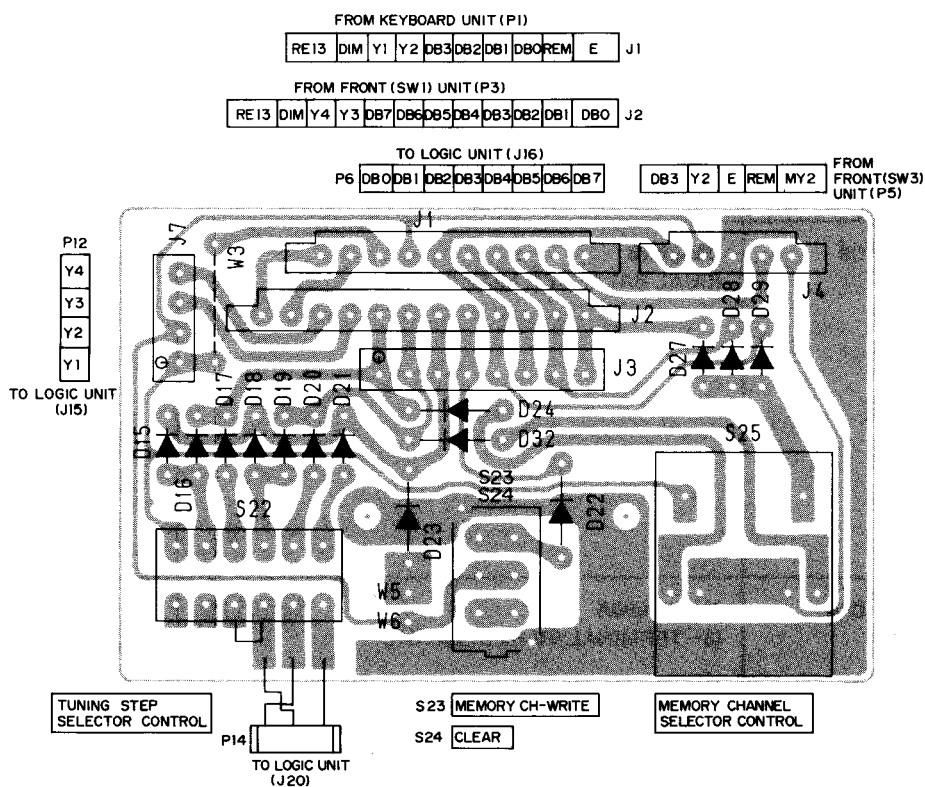 FROM KEYBOARD UNIT (P1)
RE13 DIM Y1 Y2 DB3 DB2 DB1 DB0 REM E J1
FROM FRONT (SW1) UNIT (P3)
RE13 DIM Y4 Y3 DB7 DB6 DB5 DB4 DB3 DB2 DB1 DB0 J2
TO LOGIC UNIT (J16)
P6 DB0 DB1 DB2 DB3 DB4 DB5 DB6 DB7
DB3 Y2 E REM MY2
FROM
FRONT(SW3)
UNIT (P5)
P12
Y4
Y3
Y2
Y1
TO LOGIC UNIT
(J15)
J7
W3
J1
J4
J2
J3
D28
D29
D27
D17
D18
D19
D20
D21
D15
D16
D24
D32
S25
S23
S24
S22
D23
D22
W5
W6
TUNING STEP
SELECTOR CONTROL
P14
TO LOGIC UNIT
(J20)
S23 MEMORY CH-WRITE
S24 CLEAR
MEMORY CHANNEL
SELECTOR CONTROL